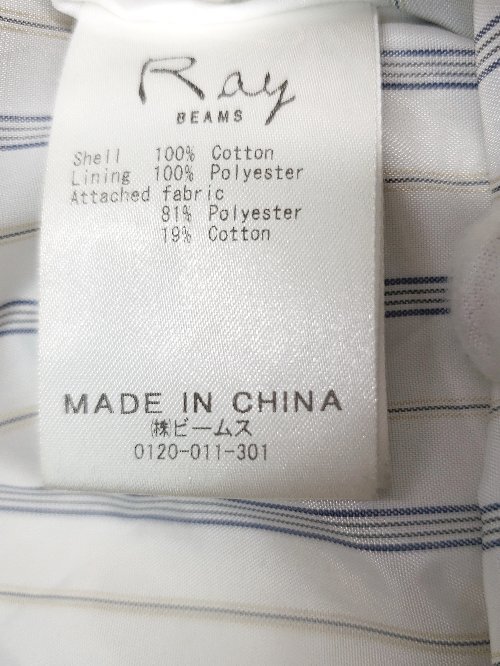 Ray
BEAMS
Shell 100% Cotton
Lining 100% Polyester
Attached fabric
81% Polyester
19% Cotton
MADE IN CHINA
㈱ビームス
0120-011-301